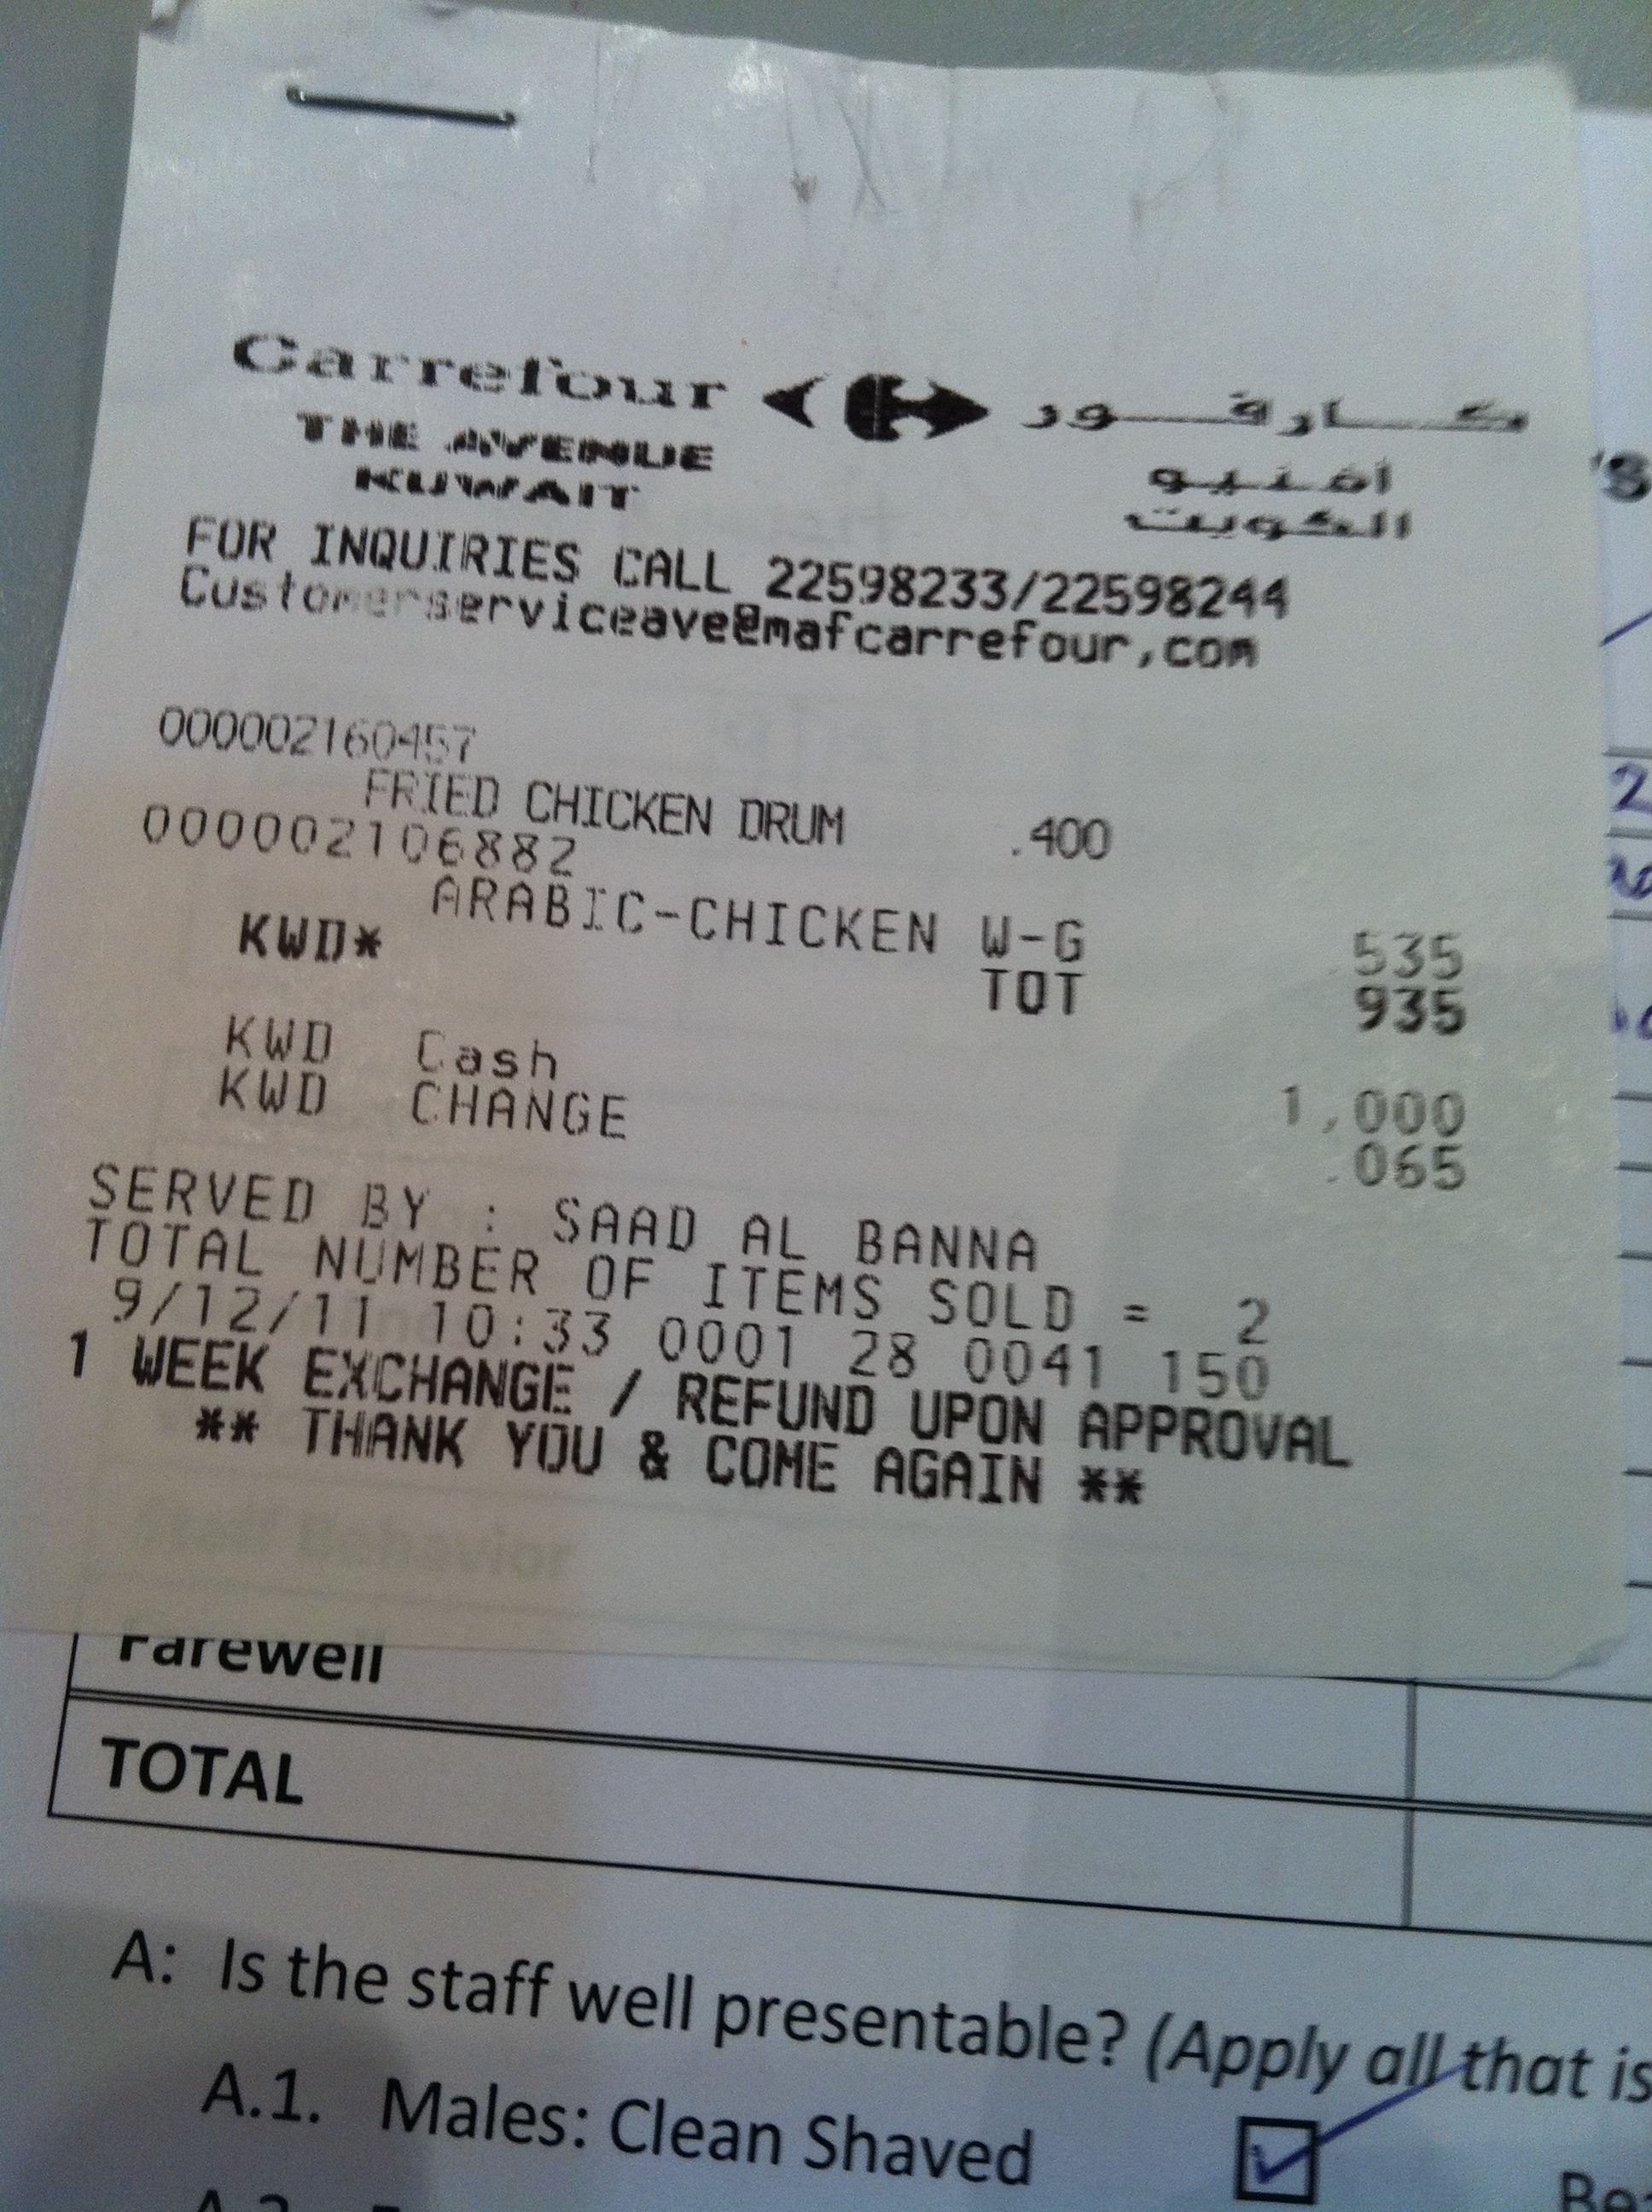 Carrefour كارفور
THE AVENUE افنيو
KUWAIT الكويت
FOR INQUIRIES CALL 22598233/22598244
Customerserviceave@mafcarrefour,com
000002160457
FRIED CHICKEN DRUM .400
000002106882
ARABIC-CHICKEN W-G .535
KWD* TOT 935
KWD Cash 1,000
KWD CHANGE .065
SERVED BY : SAAD AL BANNA
TOTAL NUMBER OF ITEMS SOLD = 2
9/12/11 10:33 0001 28 0041 150
1 WEEK EXCHANGE / REFUND UPON APPROVAL
** THANK YOU & COME AGAIN **
Staff Behavior
Farewell
TOTAL
A: Is the staff well presentable? (Apply all that is
A.1. Males: Clean Shaved